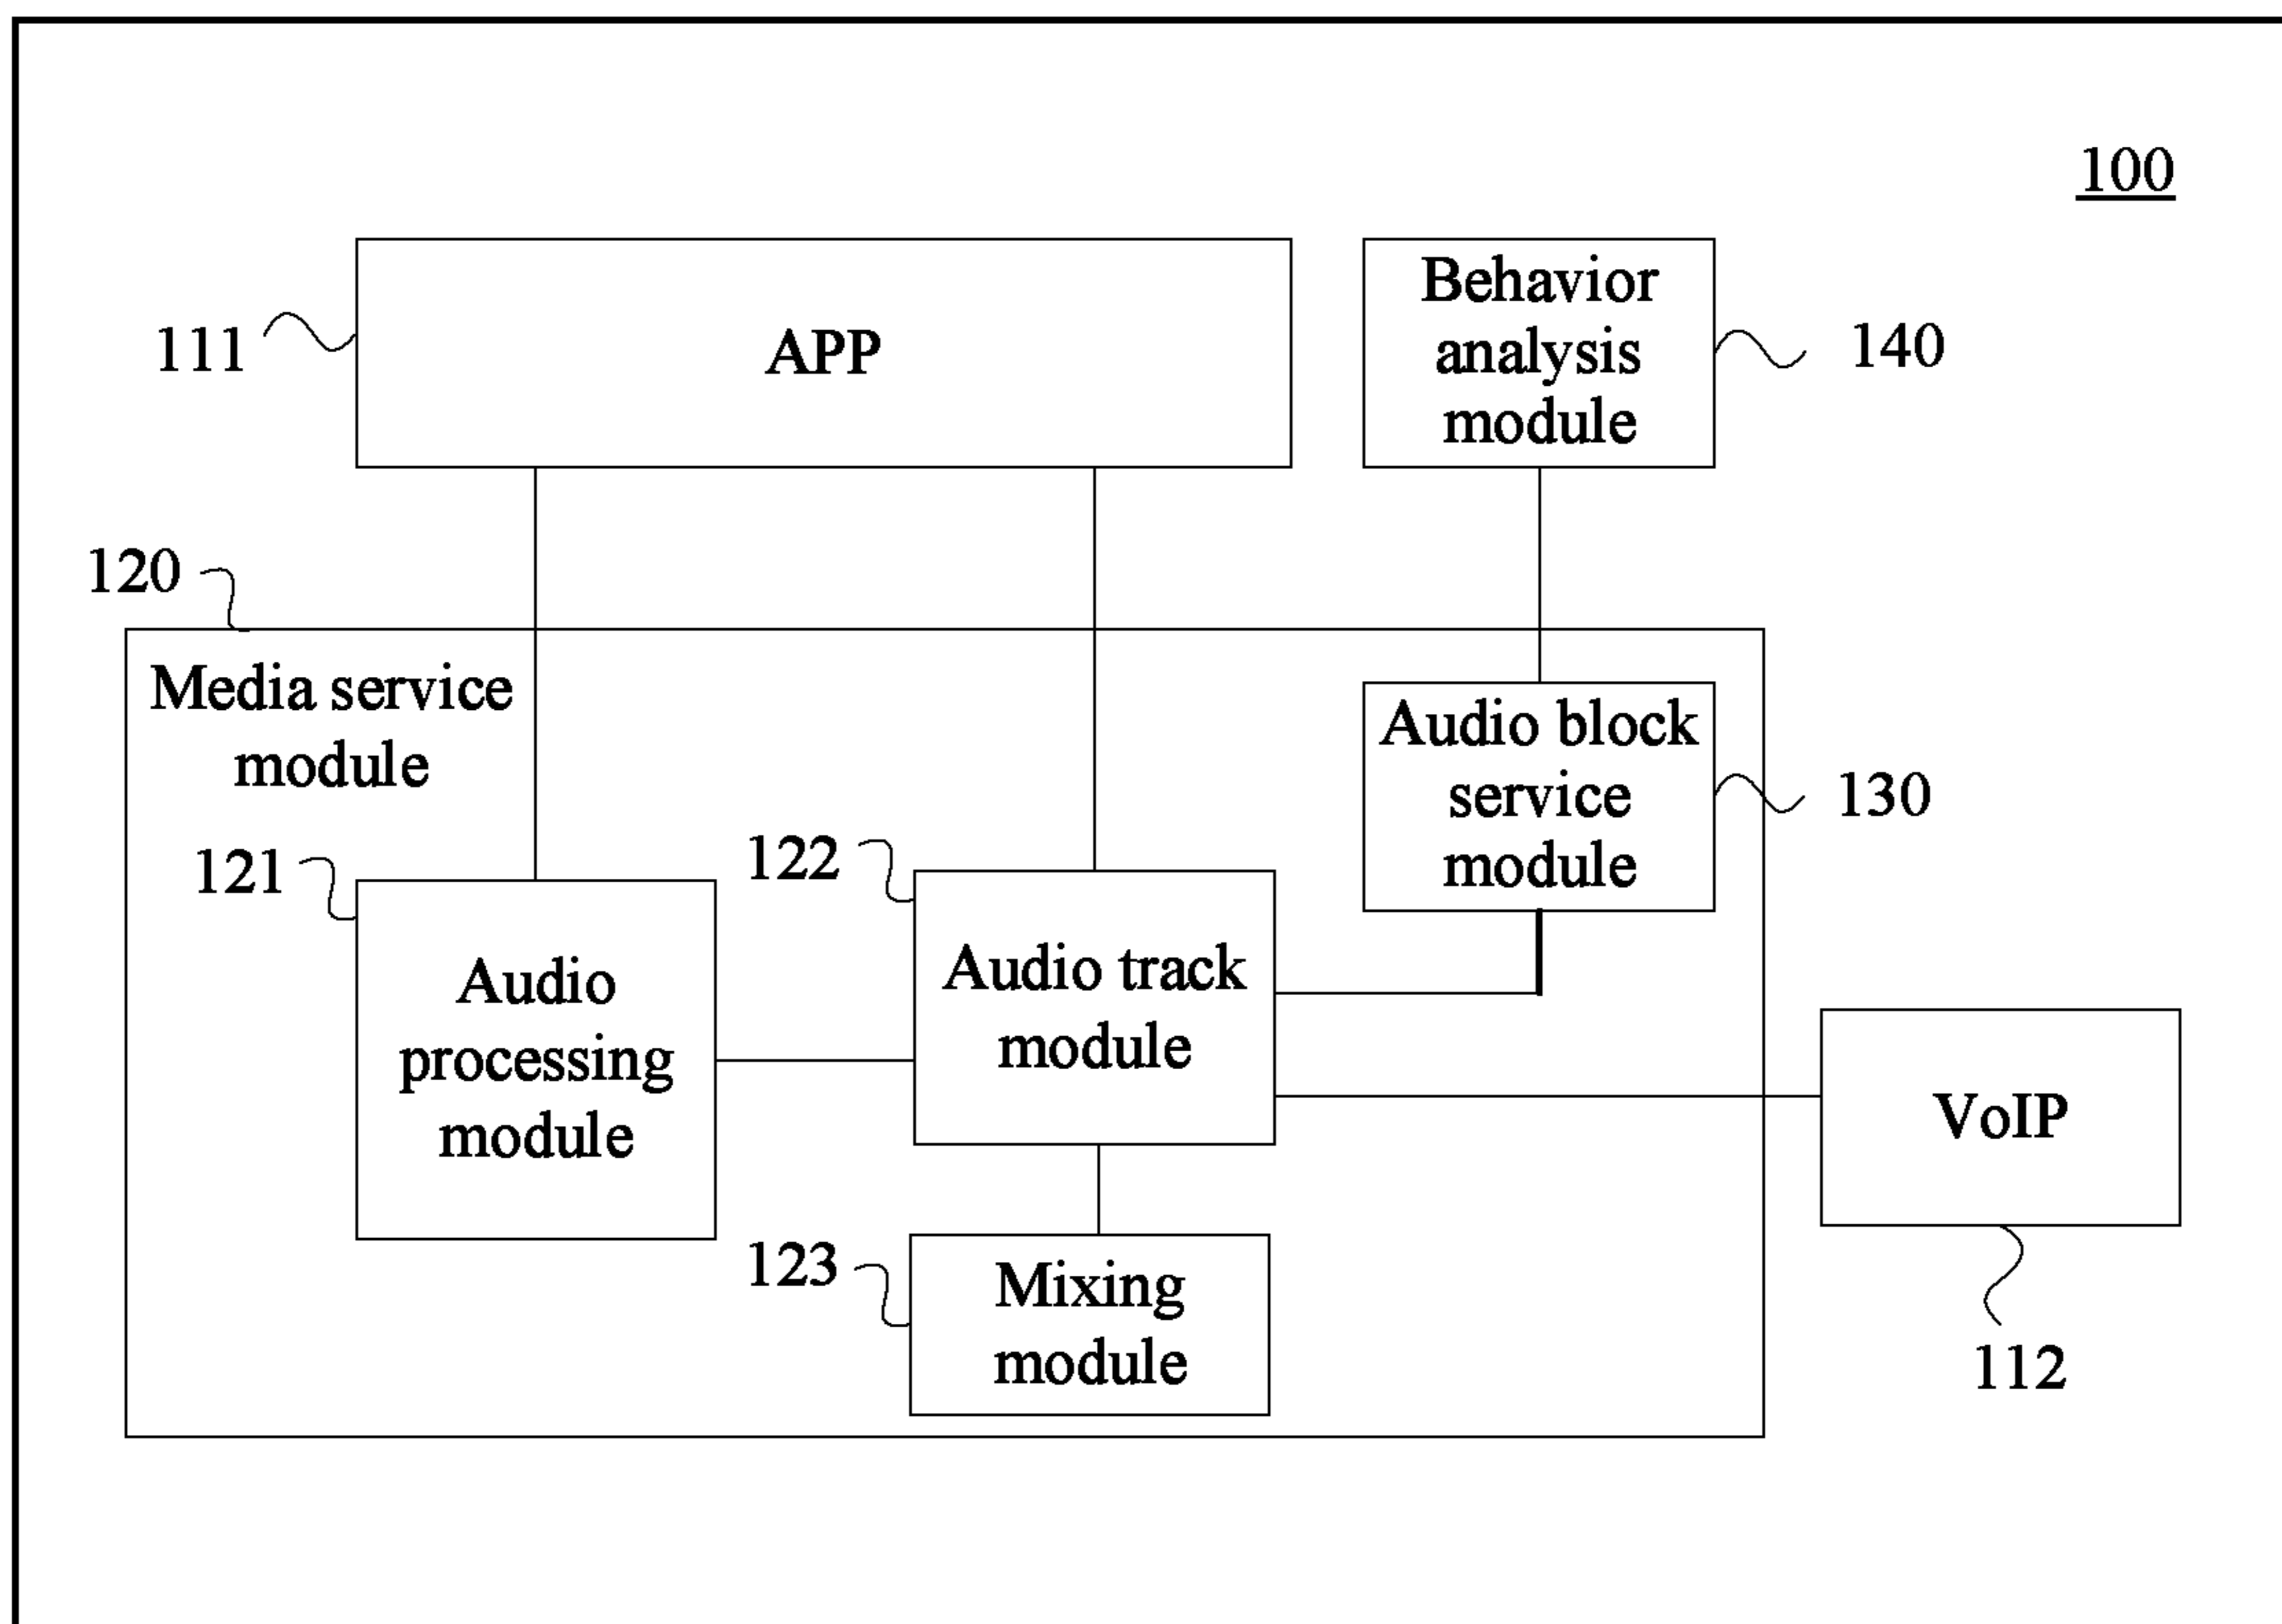 100
111
APP
Behavior
analysis
module
140
120
Media service
module
Audio block
service
module
130
121
122
Audio
processing
module
Audio track
module
VoIP
123
Mixing
module
112